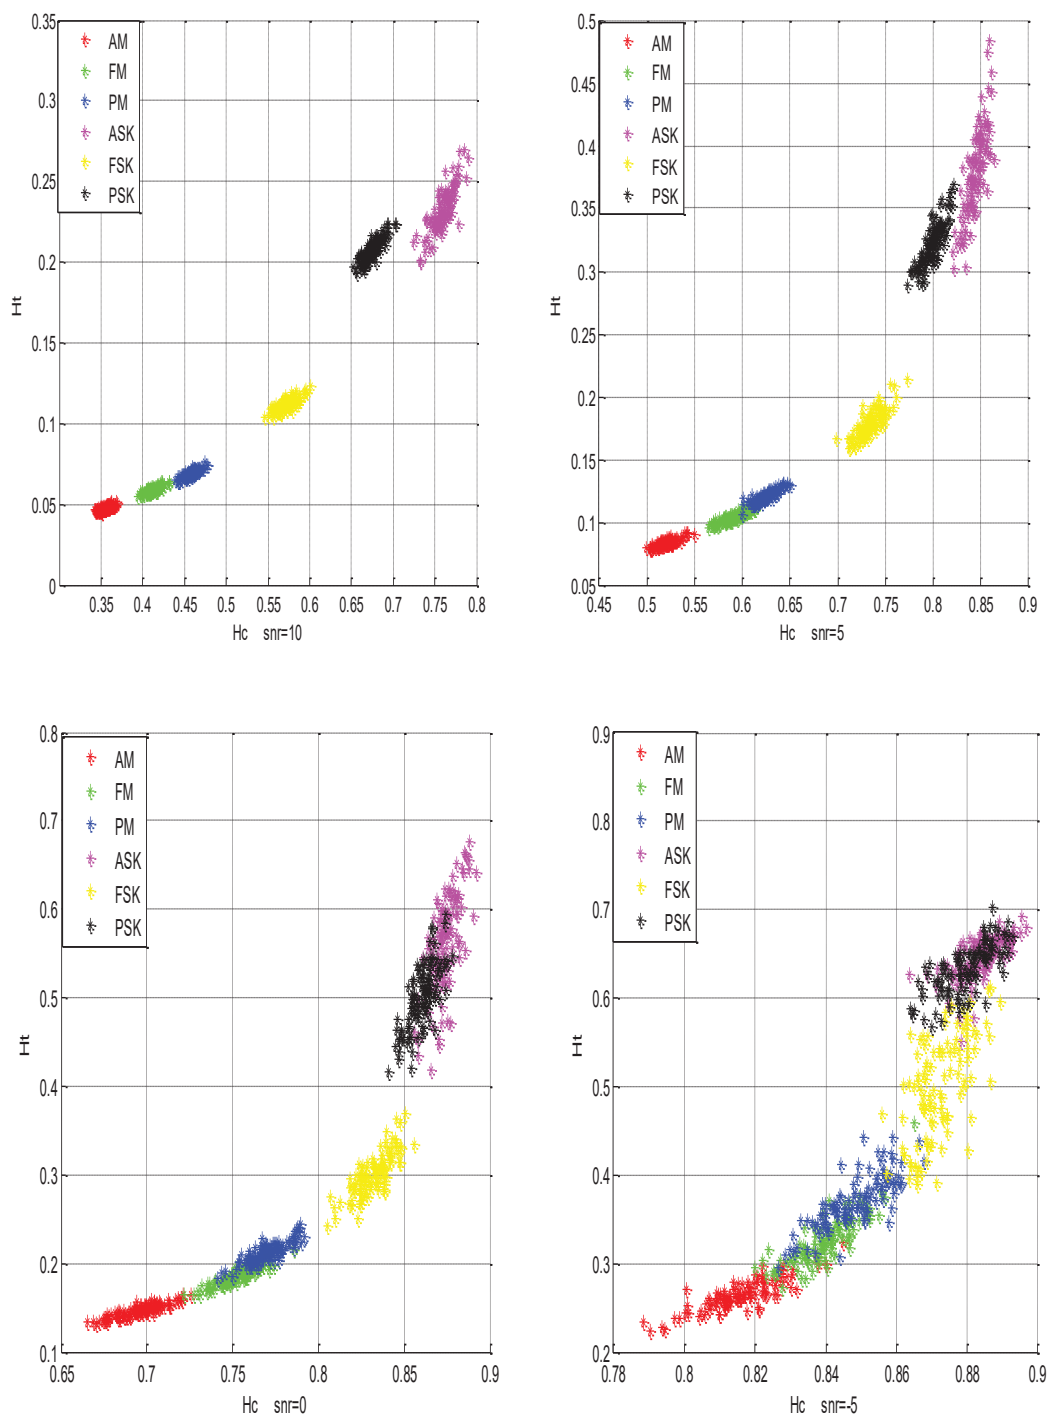 0.35
AM
FM
PM
ASK
FSK
PSK
0.3
0.25
0.2
0.15
0.1
0.05
0
Ht
0.35 0.4 0.45 0.5 0.55 0.6 0.65 0.7 0.75 0.8
Hc snr=10
0.5
AM
FM
PM
ASK
FSK
PSK
0.45
0.4
0.35
0.3
0.25
0.2
0.15
0.1
0.05
Ht
0.45 0.5 0.55 0.6 0.65 0.7 0.75 0.8 0.85 0.9
Hc snr=5
0.8
AM
FM
PM
ASK
FSK
PSK
0.7
0.6
0.5
0.4
0.3
0.2
0.1
Ht
0.65 0.7 0.75 0.8 0.85 0.9
Hc snr=0
0.9
AM
FM
PM
ASK
FSK
PSK
0.8
0.7
0.6
0.5
0.4
0.3
0.2
Ht
0.78 0.8 0.82 0.84 0.86 0.88 0.9
Hc snr=-5